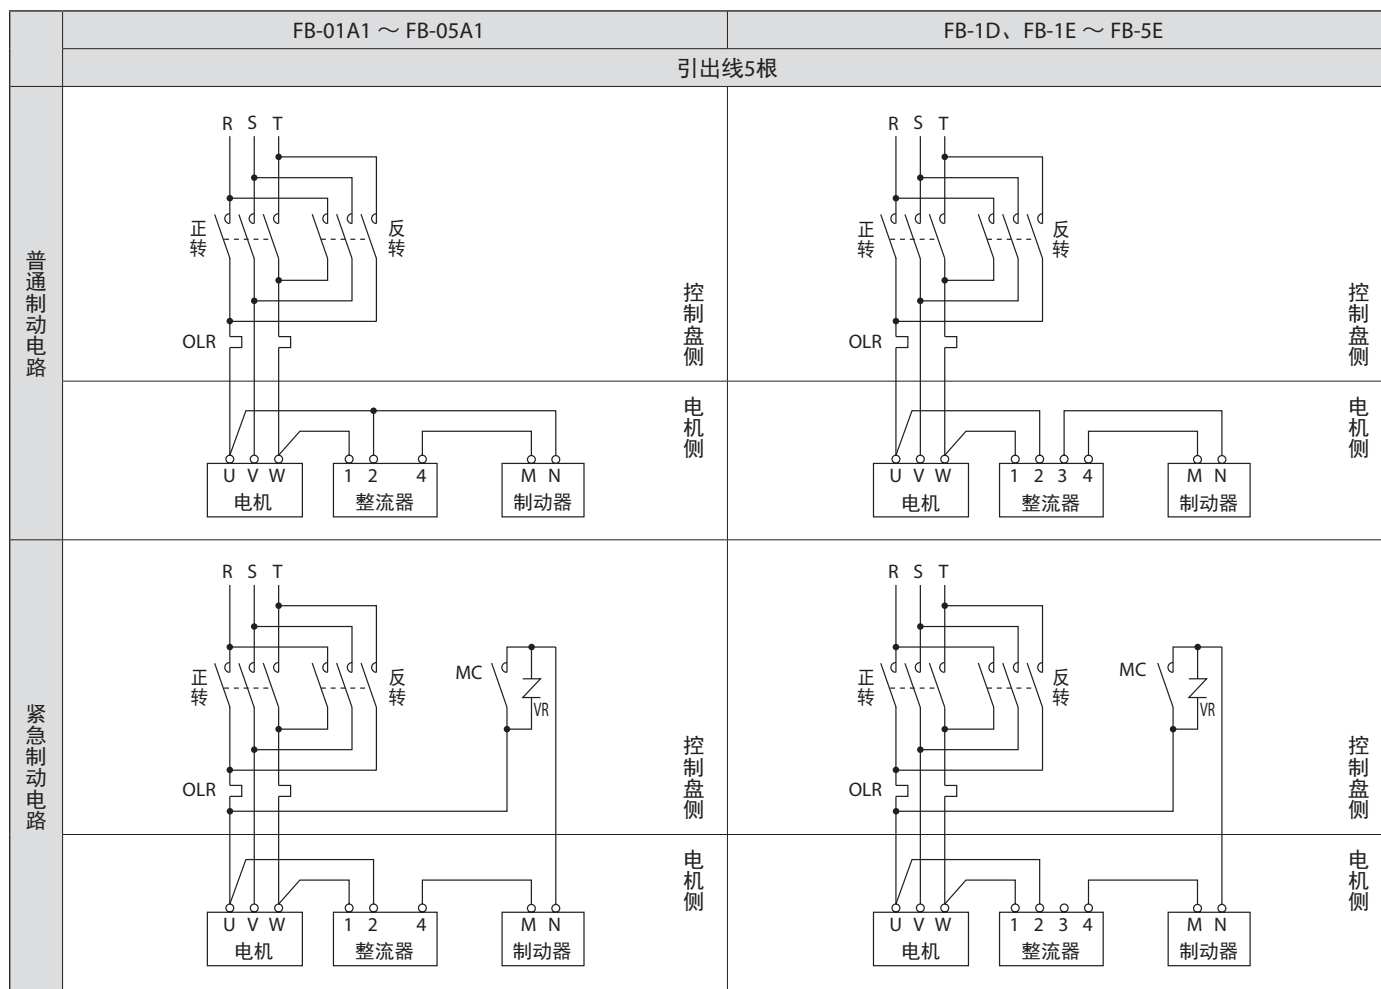 FB-01A1 ～ FB-05A1
FB-1D、FB-1E ～ FB-5E
引出线5根
普通制动电路
R S T
正转
反转
OLR
控制盘侧
电机侧
U V W
电机
1 2 4
整流器
M N
制动器
R S T
正转
反转
OLR
控制盘侧
电机侧
U V W
电机
1 2 3 4
整流器
M N
制动器
紧急制动电路
R S T
正转
反转
MC
VR
OLR
控制盘侧
电机侧
U V W
电机
1 2 4
整流器
M N
制动器
R S T
正转
反转
MC
VR
OLR
控制盘侧
电机侧
U V W
电机
1 2 3 4
整流器
M N
制动器